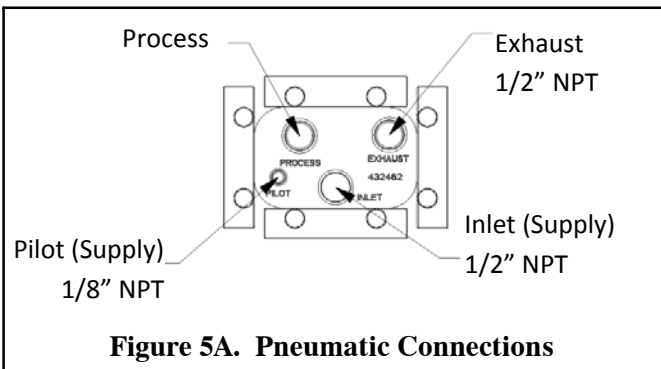 Process
Exhaust
1/2” NPT
PROCESS
EXHAUST
432462
PILOT
INLET
Pilot (Supply)
1/8” NPT
Inlet (Supply)
1/2” NPT
Figure 5A. Pneumatic Connections